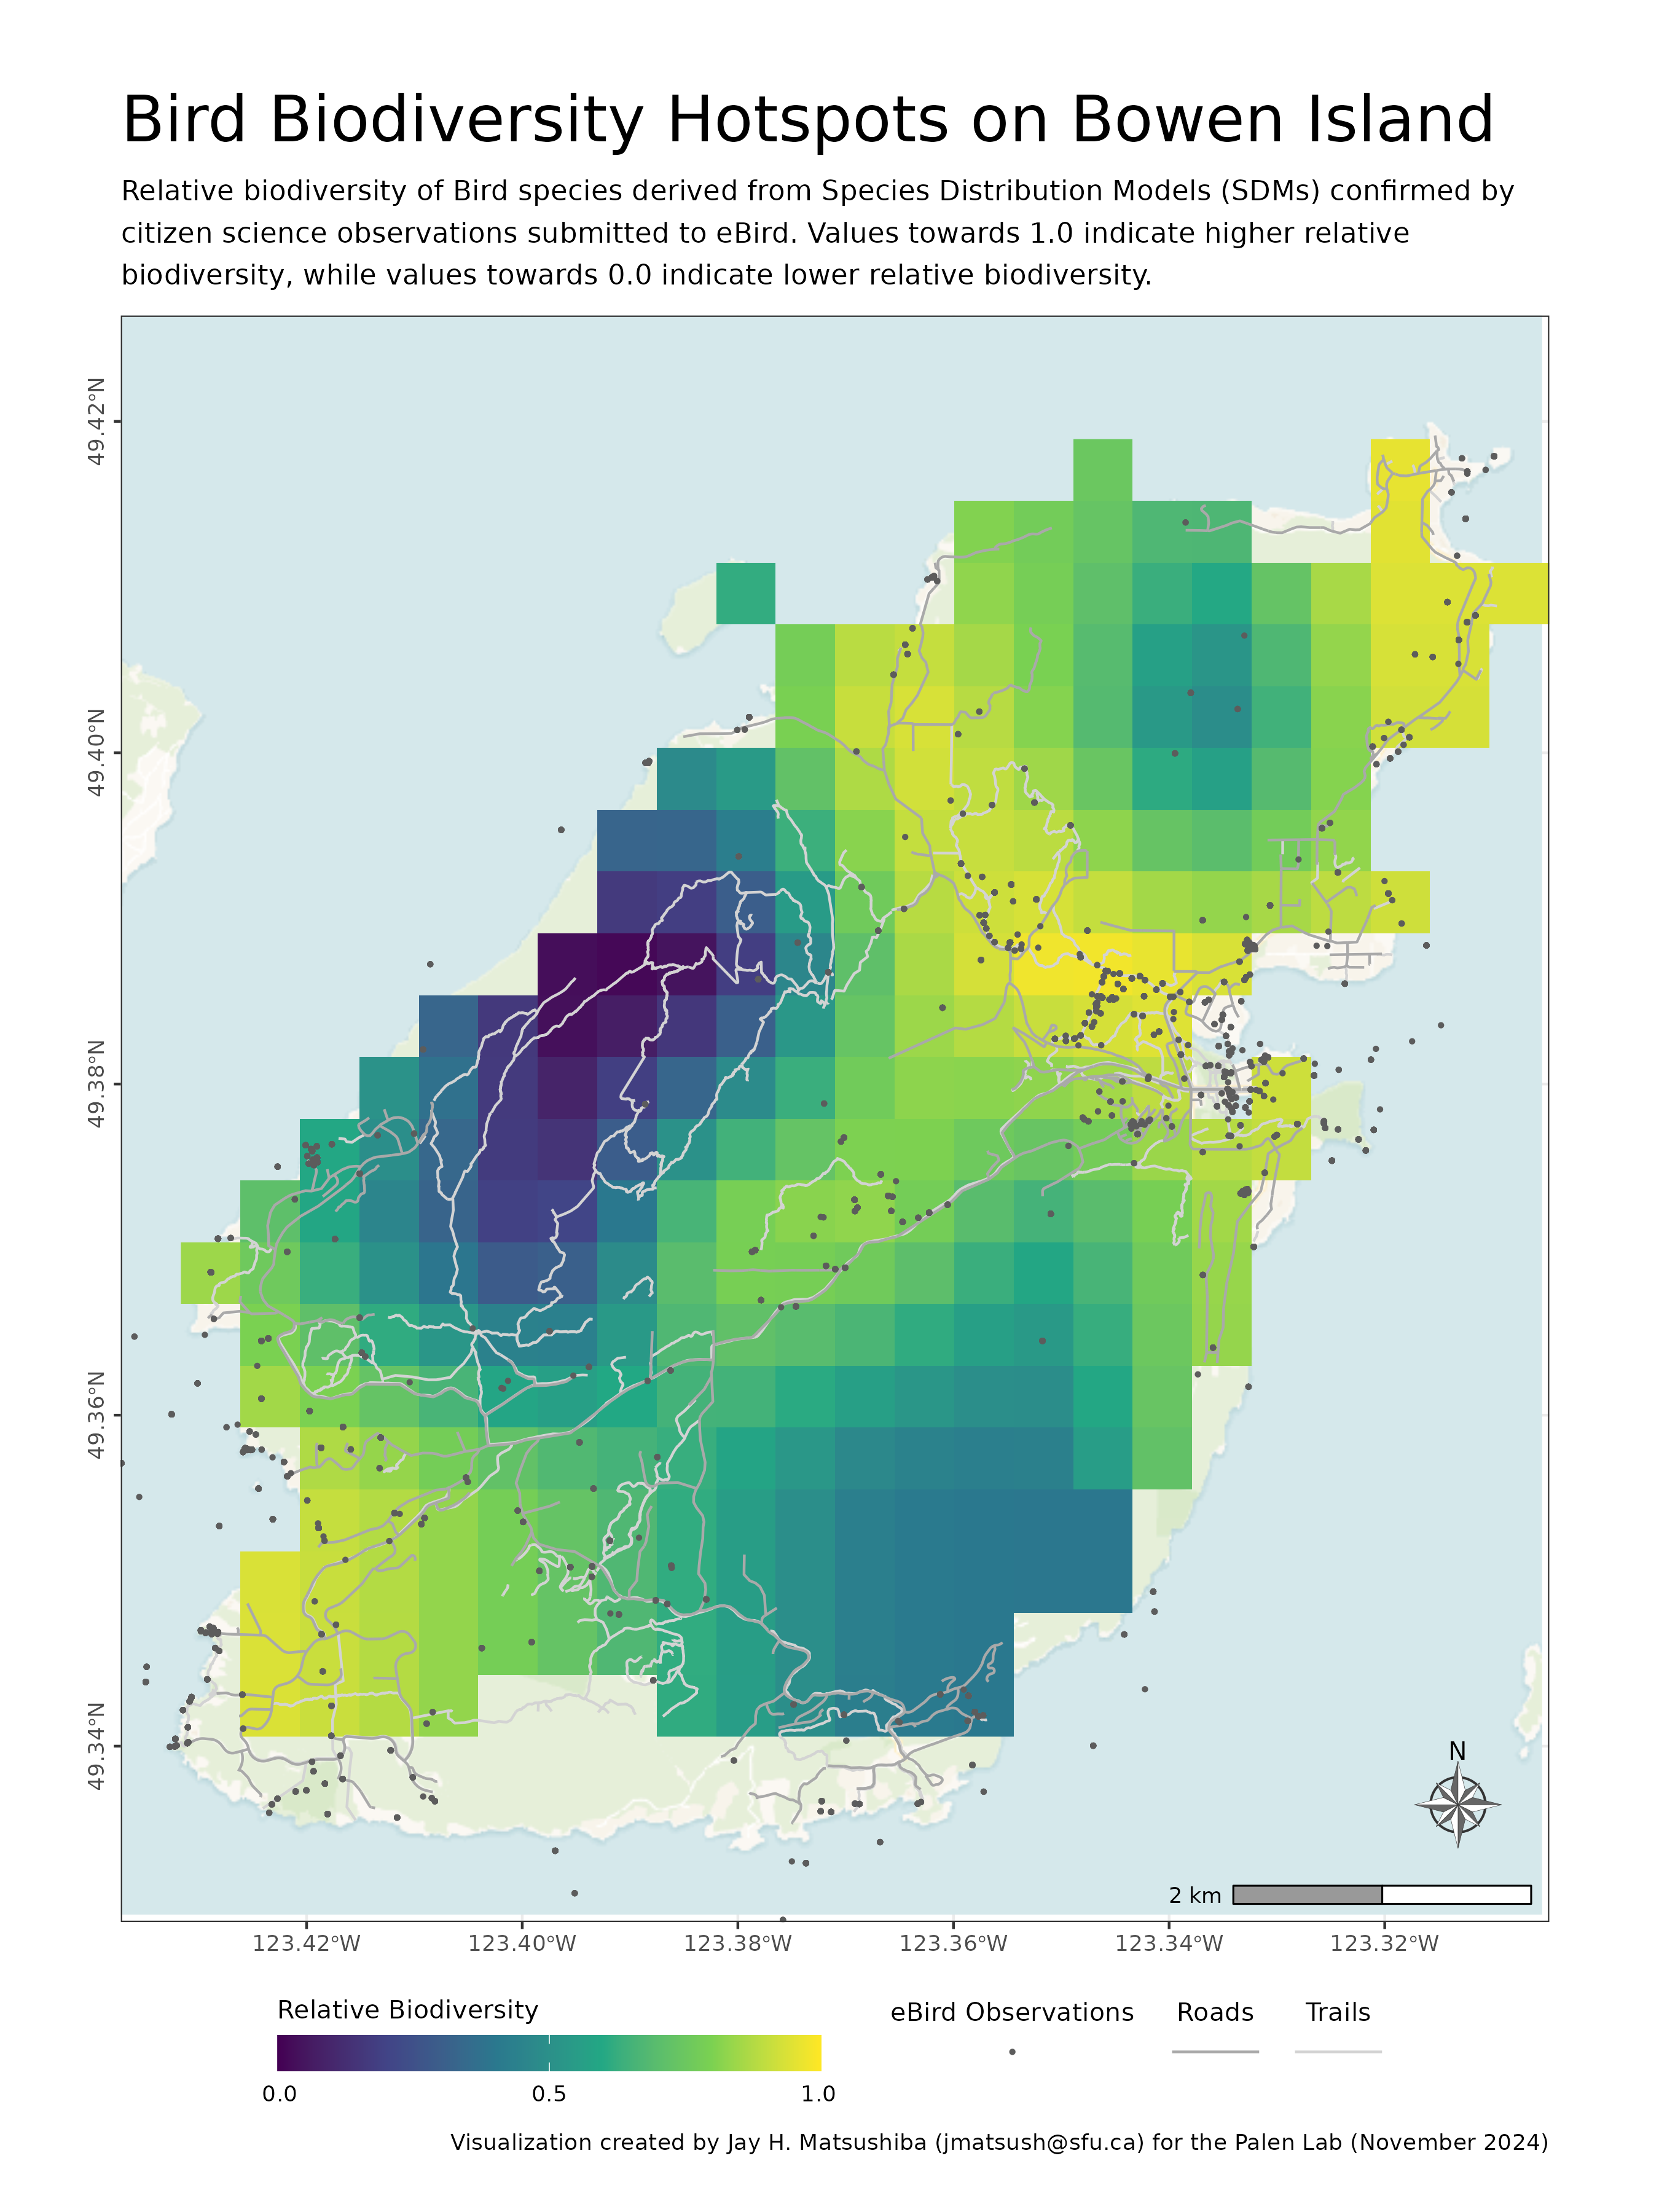 Bird Biodiversity Hotspots on Bowen Island
Relative biodiversity of Bird species derived from Species Distribution Models (SDMs) confirmed by
citizen science observations submitted to eBird. Values towards 1.0 indicate higher relative
biodiversity, while values towards 0.0 indicate lower relative biodiversity.
49.42°N
49.40°N
49.38°N
49.36°N
49.34°N
N
2 km
123.42°W
123.40°W
123.38°W
123.36°W
123.34°W
123.32°W
Relative Biodiversity
0.0
0.5
1.0
eBird Observations
Roads
Trails
Visualization created by Jay H. Matsushiba (jmatsush@sfu.ca) for the Palen Lab (November 2024)